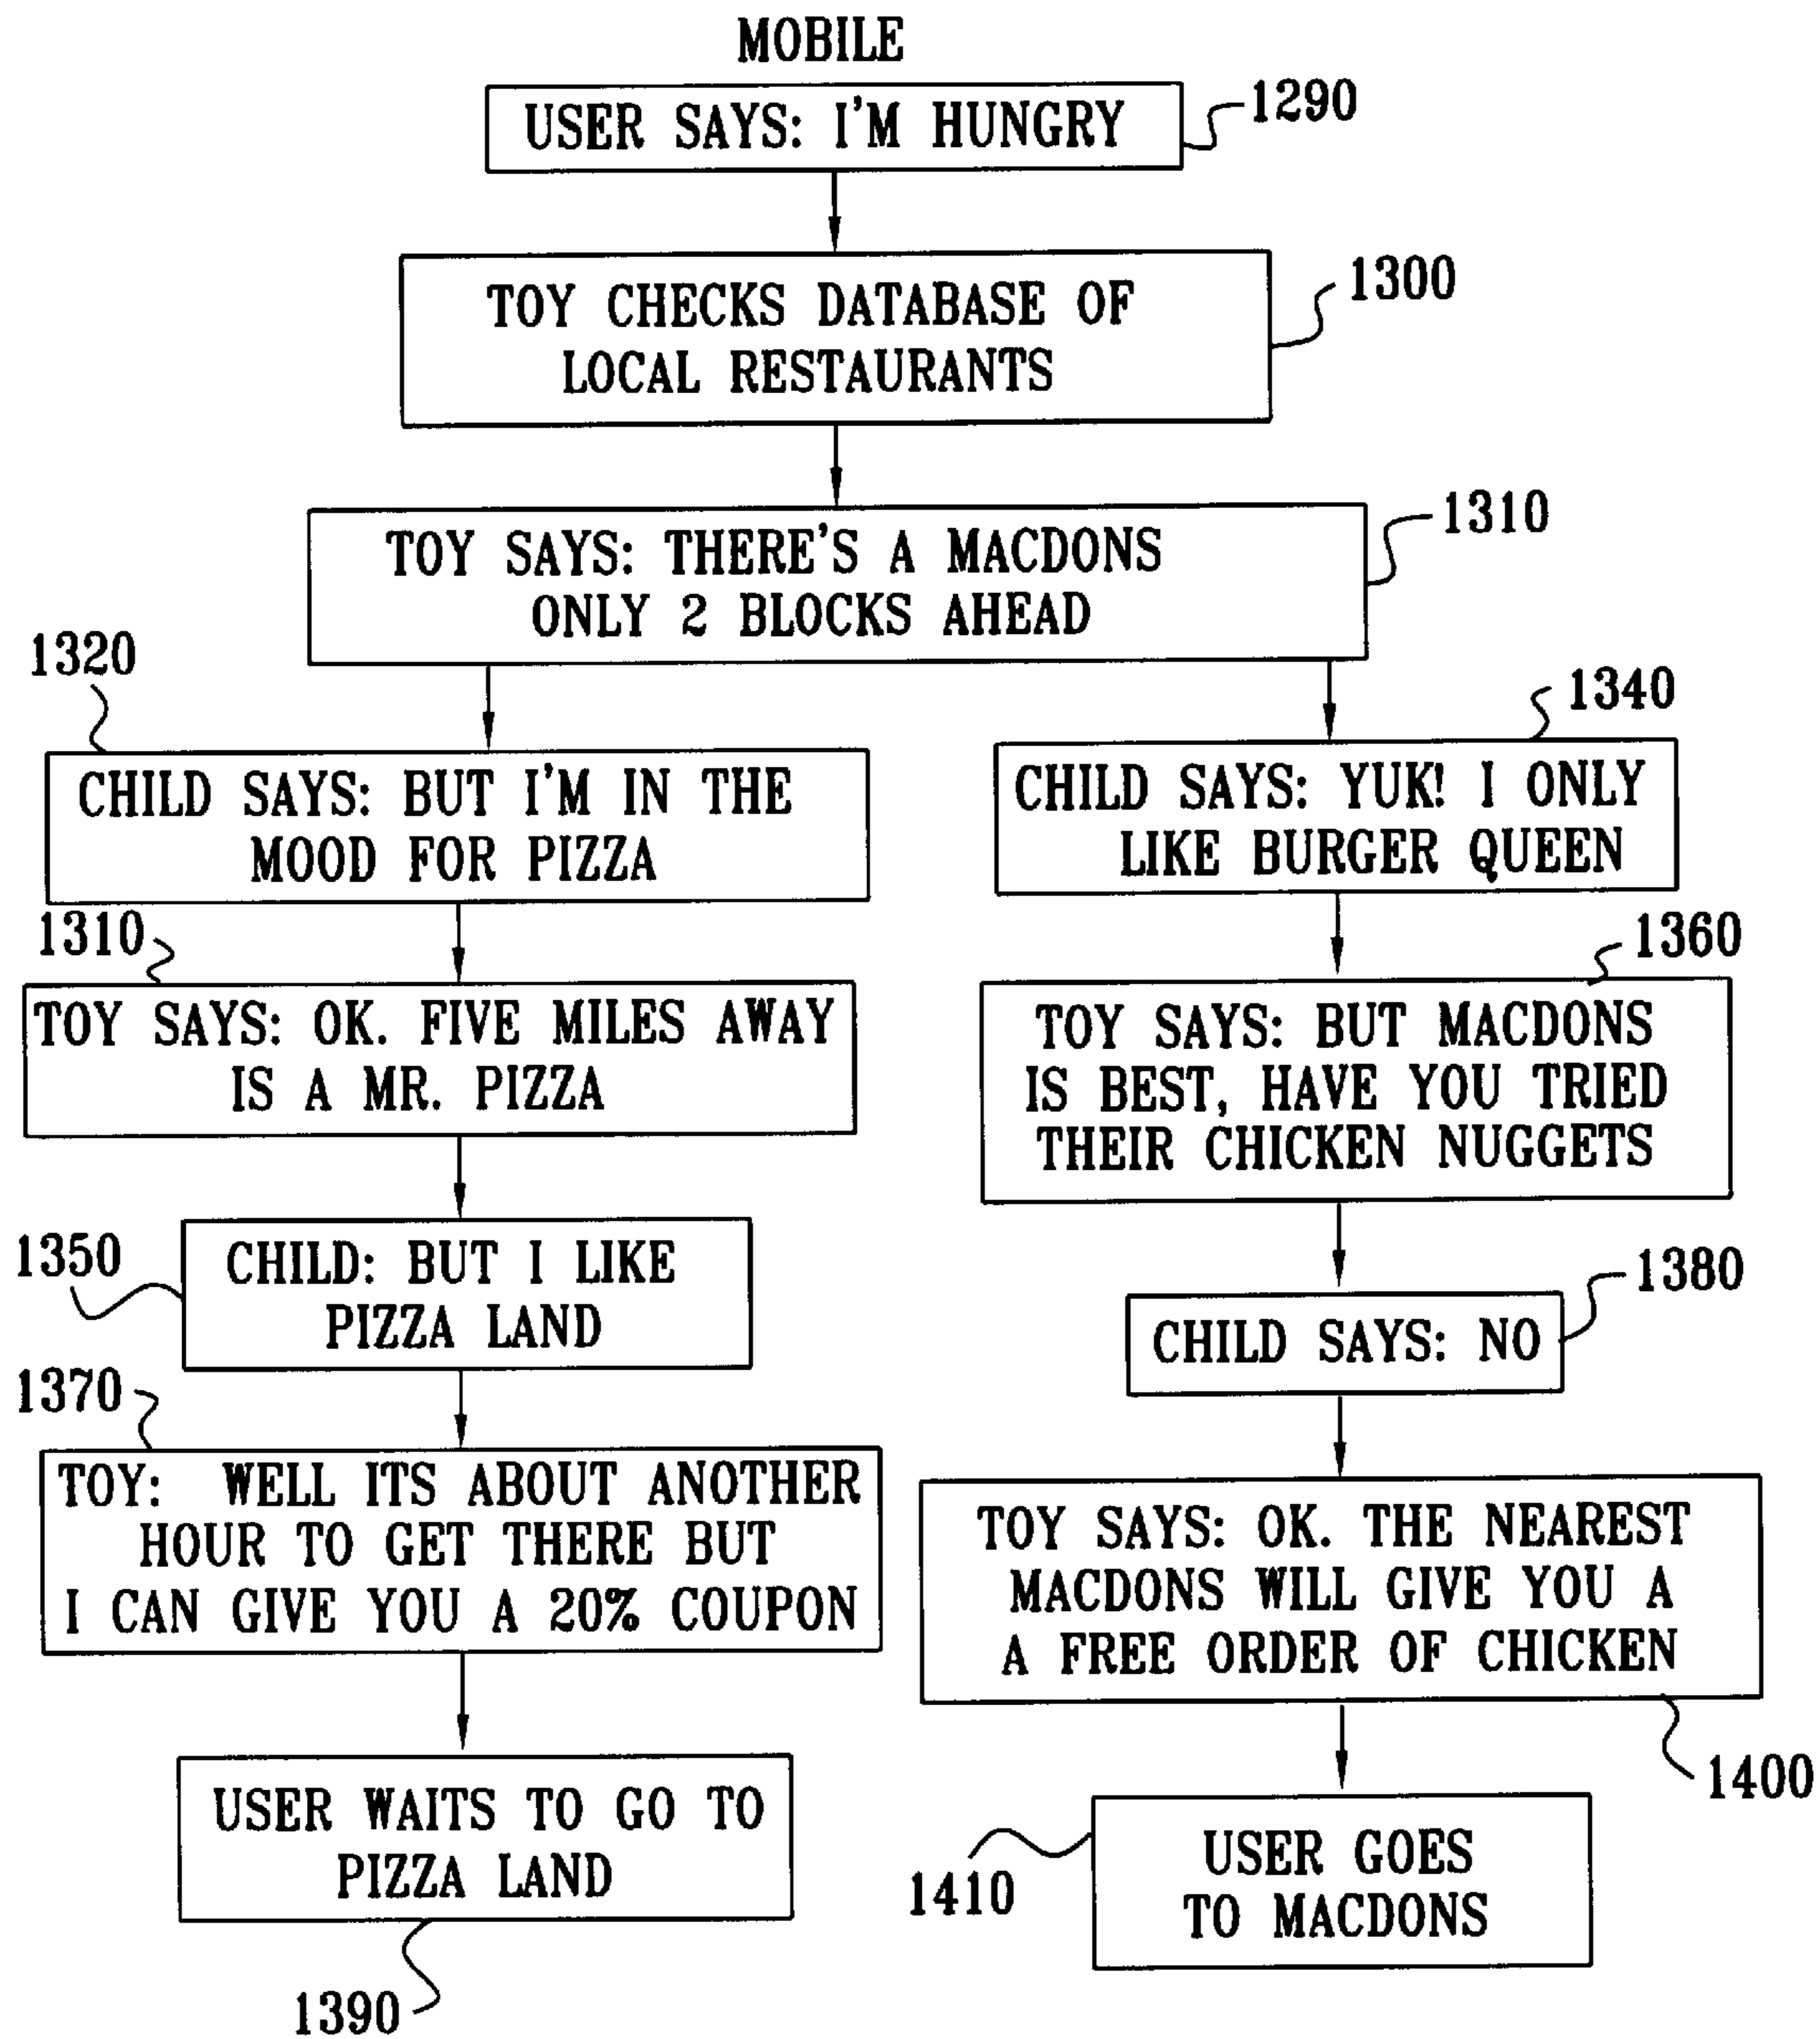 MOBILE
USER SAYS: I'M HUNGRY
1290
TOY CHECKS DATABASE OF
LOCAL RESTAURANTS
1300
TOY SAYS: THERE'S A MACDONS
ONLY 2 BLOCKS AHEAD
1310
1320
CHILD SAYS: BUT I'M IN THE
MOOD FOR PIZZA
1310
TOY SAYS: OK. FIVE MILES AWAY
IS A MR. PIZZA
1350
CHILD: BUT I LIKE
PIZZA LAND
1370
TOY: WELL ITS ABOUT ANOTHER
HOUR TO GET THERE BUT
I CAN GIVE YOU A 20% COUPON
USER WAITS TO GO TO
PIZZA LAND
1390
1340
CHILD SAYS: YUK! I ONLY
LIKE BURGER QUEEN
1360
TOY SAYS: BUT MACDONS
IS BEST, HAVE YOU TRIED
THEIR CHICKEN NUGGETS
1380
CHILD SAYS: NO
TOY SAYS: OK. THE NEAREST
MACDONS WILL GIVE YOU A
A FREE ORDER OF CHICKEN
1400
1410
USER GOES
TO MACDONS